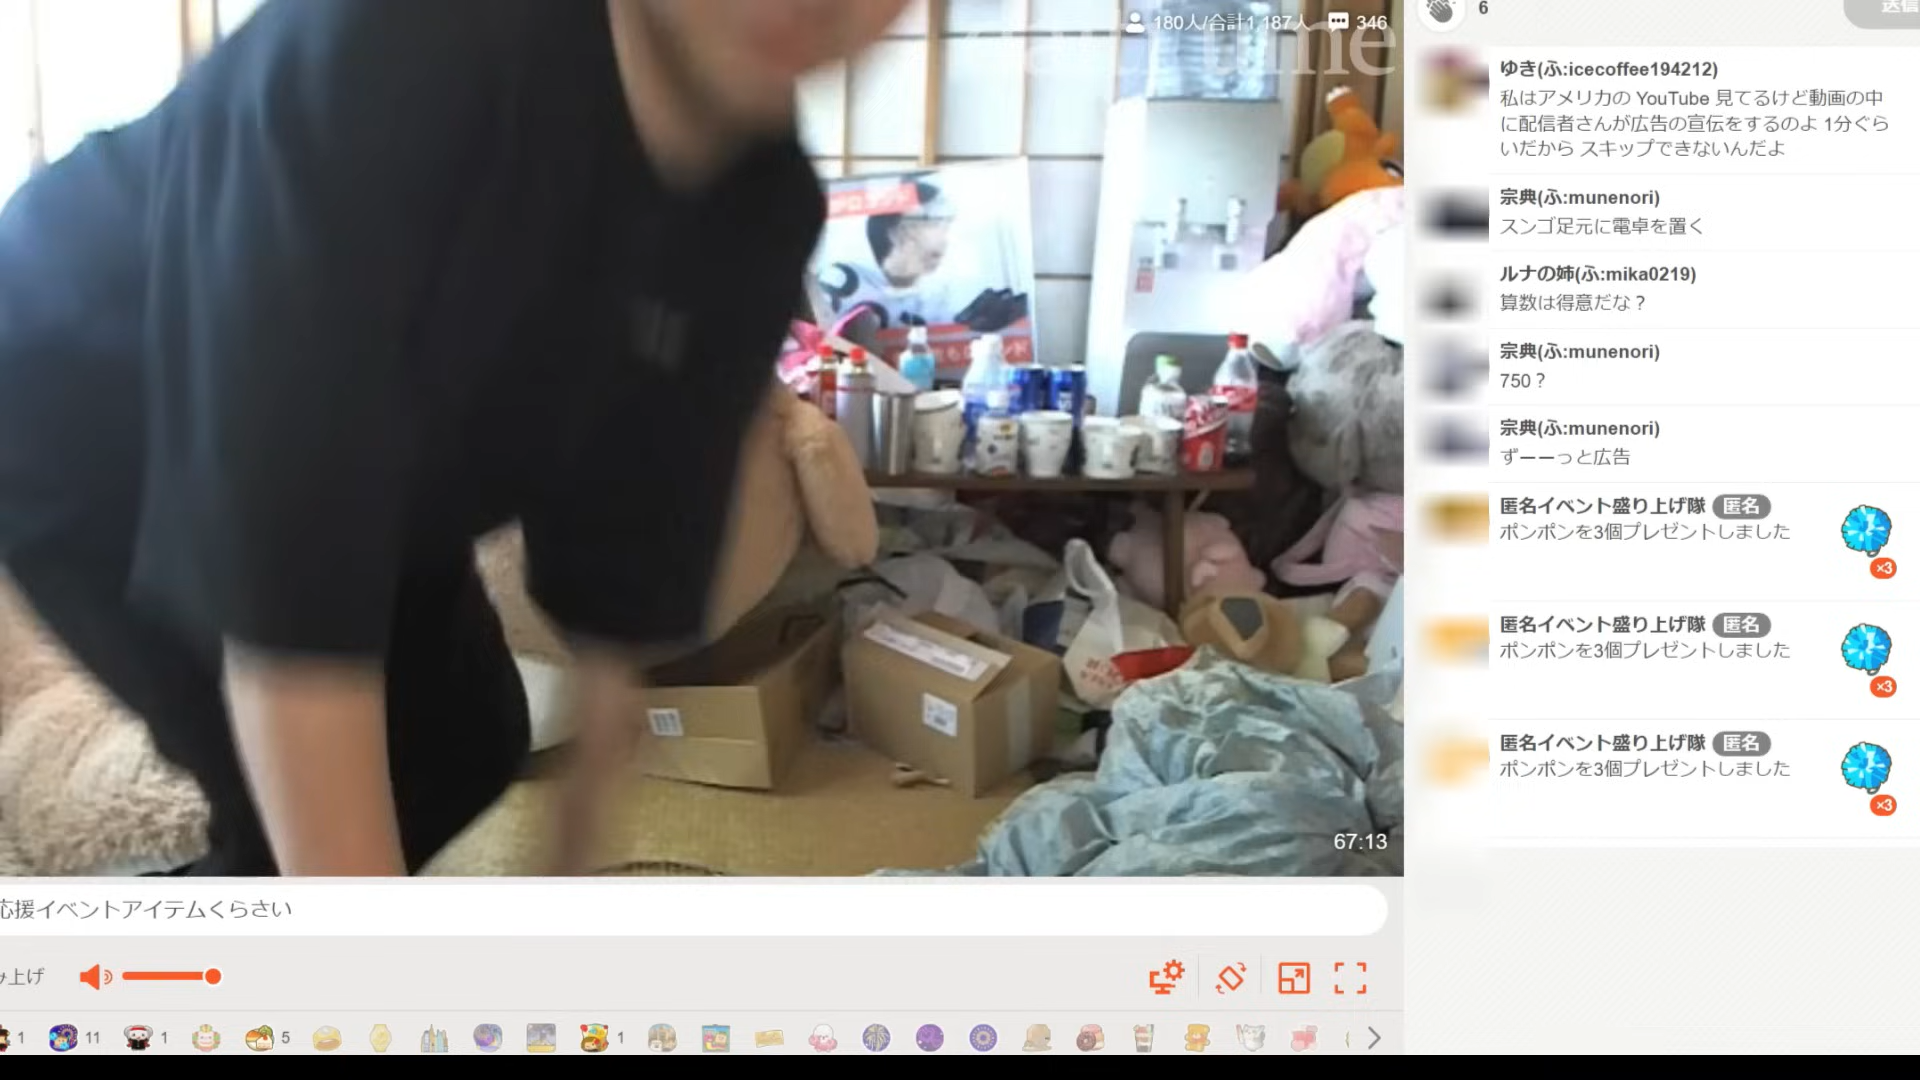 180人/合計1,187人 346
6
送信
ゆき(ふ:icecoffee194212)
私はアメリカの YouTube 見てるけど動画の中
に配信者さんが広告の宣伝をするのよ 1分ぐら
いだから スキップできないんだよ
宗典(ふ:munenori)
スンゴ足元に電卓を置く
ルナの姉(ふ:mika0219)
算数は得意だな？
宗典(ふ:munenori)
750？
宗典(ふ:munenori)
ずーーっと広告
匿名イベント盛り上げ隊 匿名
ポンポンを3個プレゼントしました
×3
匿名イベント盛り上げ隊 匿名
ポンポンを3個プレゼントしました
×3
匿名イベント盛り上げ隊 匿名
ポンポンを3個プレゼントしました
×3
67:13
応援イベントアイテムくらさい
み上げ
1 11 1 5 1